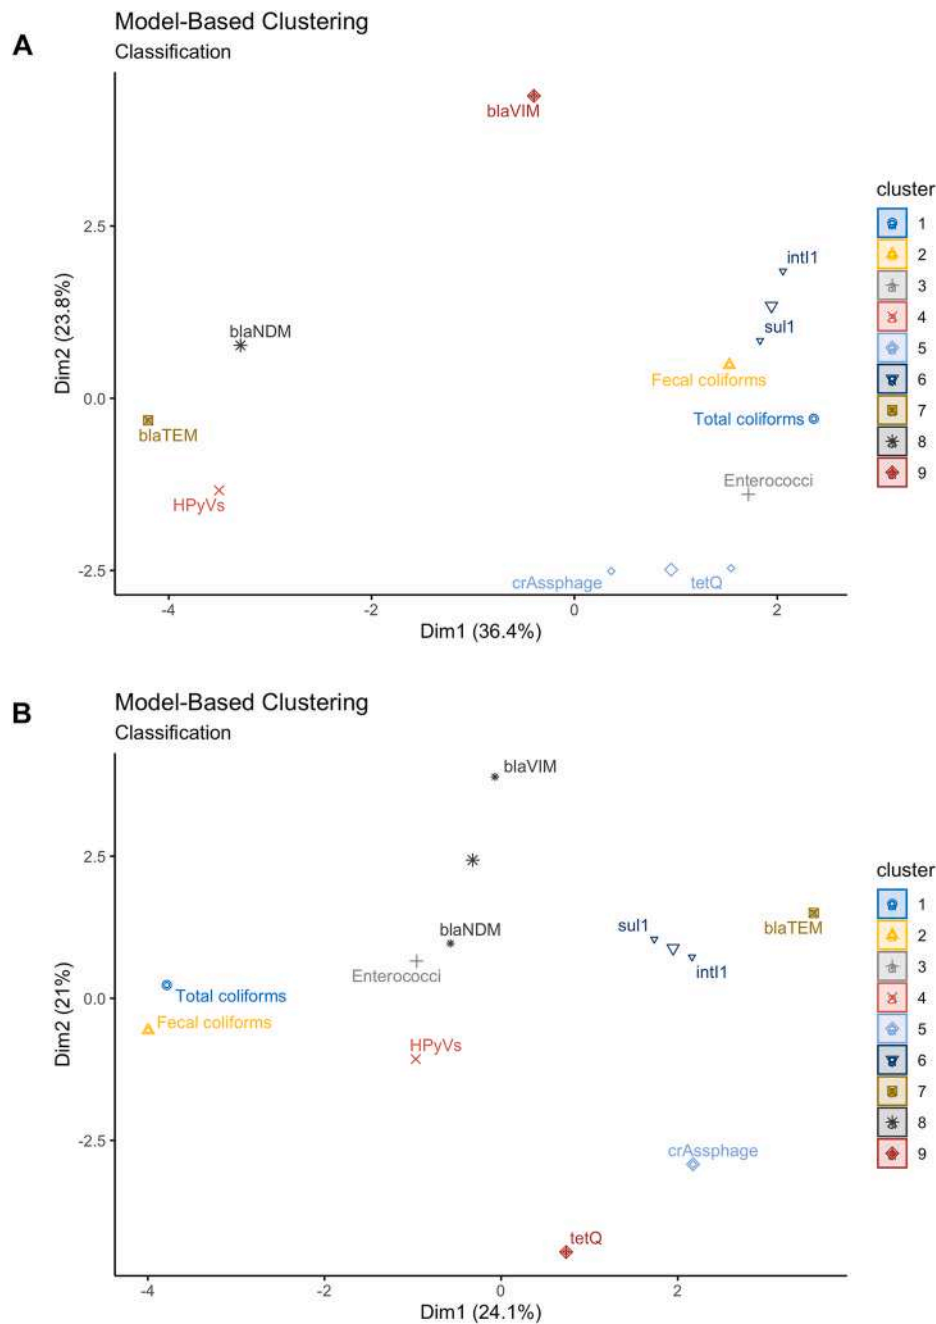 A
Model-Based Clustering
Classification
blaVIM
2.5
intI1
sul1
blaNDM
Fecal coliforms
0.0
Total coliforms
blaTEM
Enterococci
HPyVs
-2.5
crAssphage
tetQ
-4
-2
0
2
Dim1 (36.4%)
Dim2 (23.8%)
cluster
1
2
3
4
5
6
7
8
9
B
Model-Based Clustering
Classification
blaVIM
2.5
sul1
blaTEM
blaNDM
intI1
Enterococci
0.0
Total coliforms
Fecal coliforms
HPyVs
-2.5
crAssphage
tetQ
-4
-2
0
2
Dim1 (24.1%)
Dim2 (21%)
cluster
1
2
3
4
5
6
7
8
9